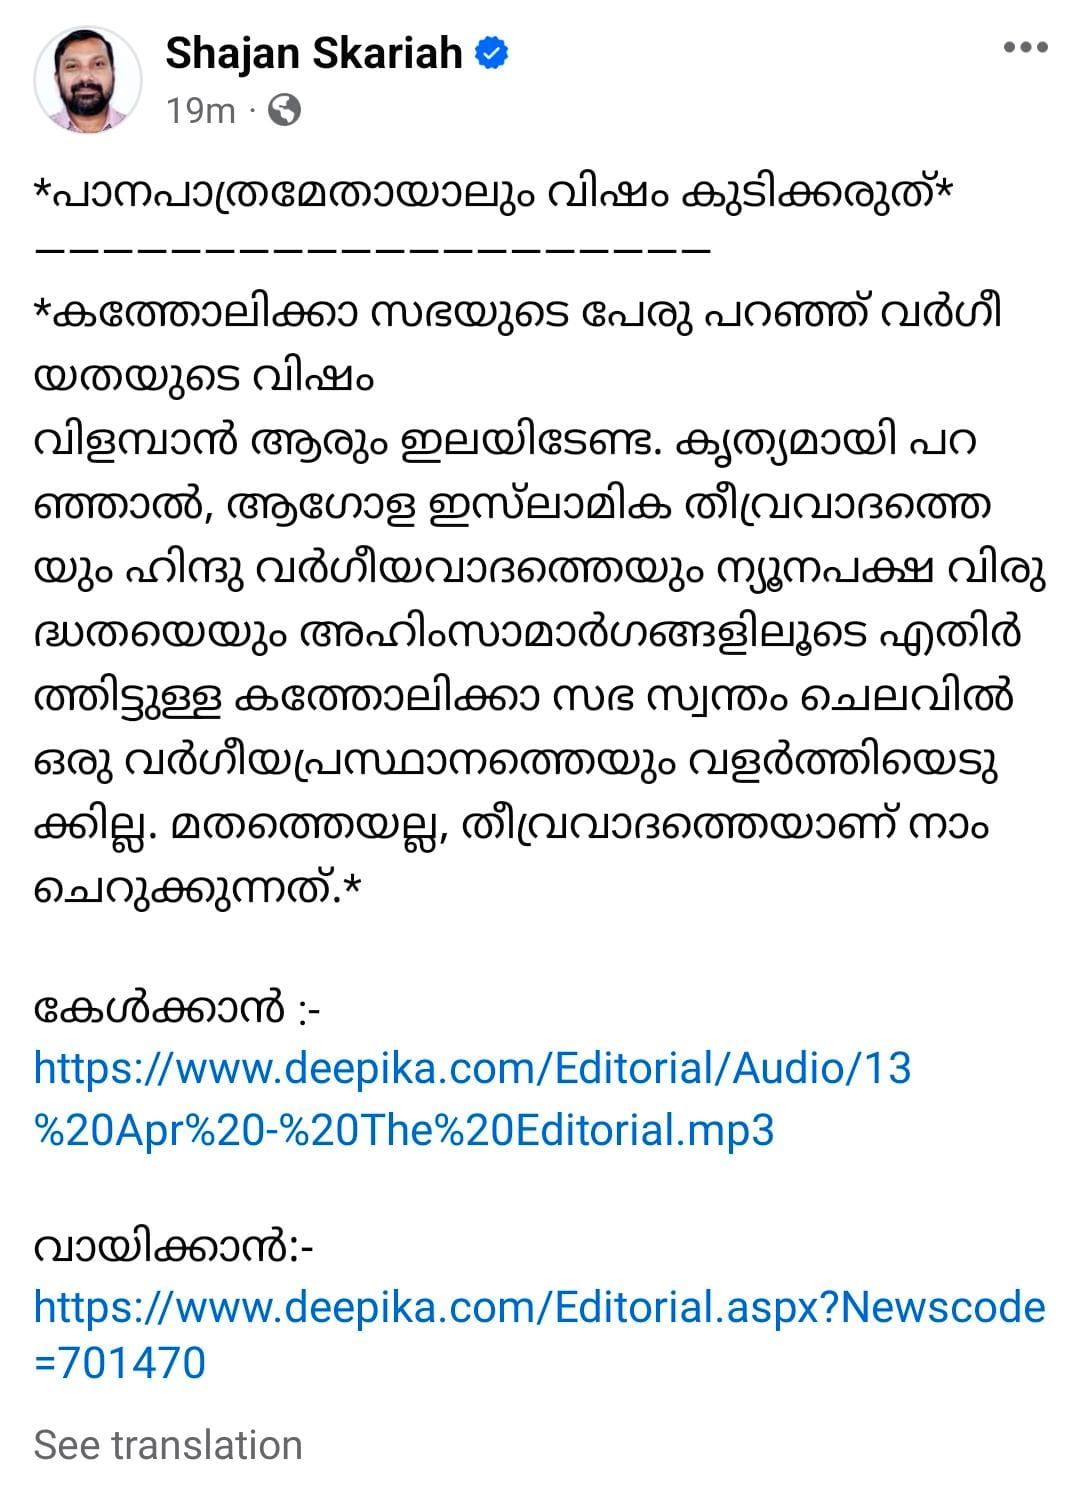 Shajan Skariah
19m ·
*പാനപാത്രമേതായാലും വിഷം കുടിക്കരുത്*
————————————————————
*കത്തോലിക്കാ സഭയുടെ പേരു പറഞ്ഞ് വർഗീ
യതയുടെ വിഷം
വിളമ്പാൻ ആരും ഇലയിടേണ്ട. കൃത്യമായി പറ
ഞ്ഞാൽ, ആഗോള ഇസ്‌ലാമിക തീവ്രവാദത്തെ
യും ഹിന്ദു വർഗീയവാദത്തെയും ന്യൂനപക്ഷ വിരു
ദ്ധതയെയും അഹിംസാമാർഗങ്ങളിലൂടെ എതിർ
ത്തിട്ടുള്ള കത്തോലിക്കാ സഭ സ്വന്തം ചെലവിൽ
ഒരു വർഗീയപ്രസ്ഥാനത്തെയും വളർത്തിയെടു
ക്കില്ല. മതത്തെയല്ല, തീവ്രവാദത്തെയാണ് നാം
ചെറുക്കുന്നത്.*
കേൾക്കാൻ :-
https://www.deepika.com/Editorial/Audio/13
%20Apr%20-%20The%20Editorial.mp3
വായിക്കാൻ:-
https://www.deepika.com/Editorial.aspx?Newscode
=701470
See translation